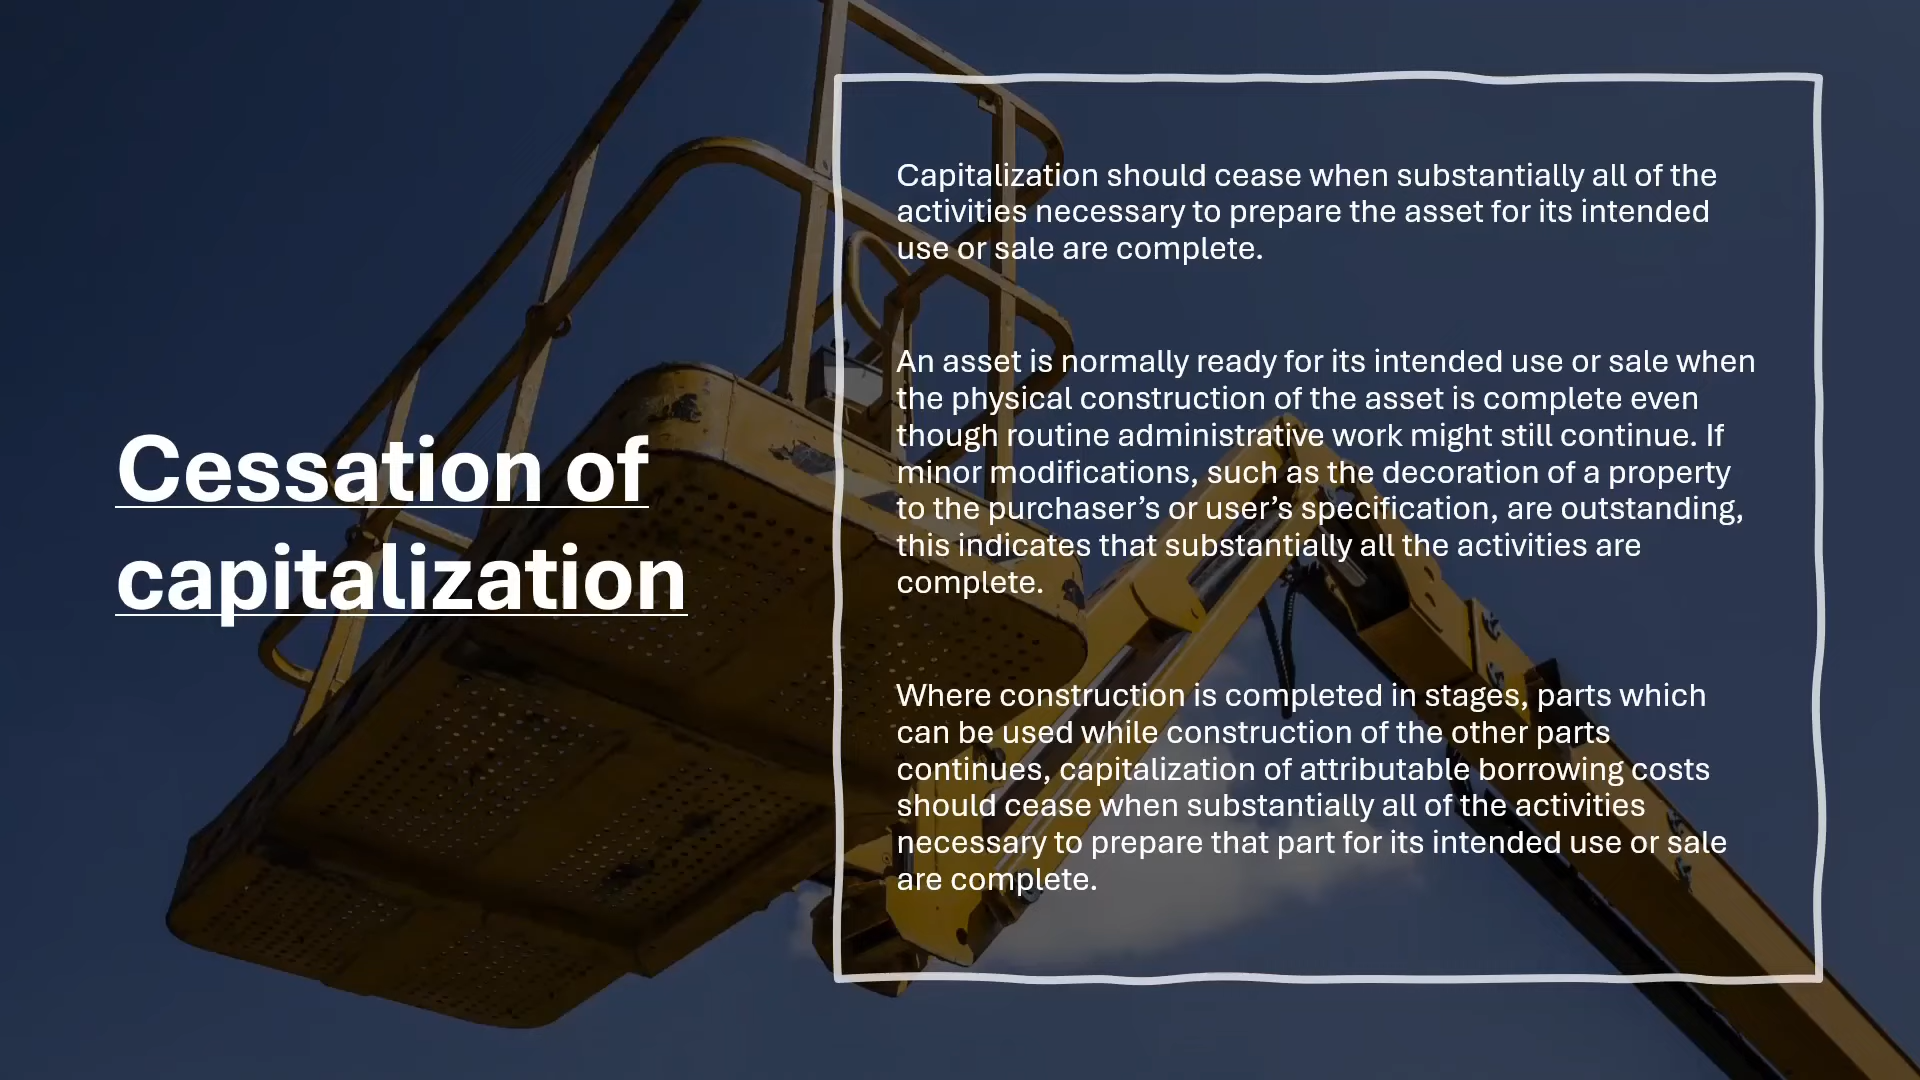 Cessation of
capitalization
Capitalization should cease when substantially all of the
activities necessary to prepare the asset for its intended
use or sale are complete.
An asset is normally ready for its intended use or sale when
the physical construction of the asset is complete even
though routine administrative work might still continue. If
minor modifications, such as the decoration of a property
to the purchaser’s or user’s specification, are outstanding,
this indicates that substantially all the activities are
complete.
Where construction is completed in stages, parts which
can be used while construction of the other parts
continues, capitalization of attributable borrowing costs
should cease when substantially all of the activities
necessary to prepare that part for its intended use or sale
are complete.